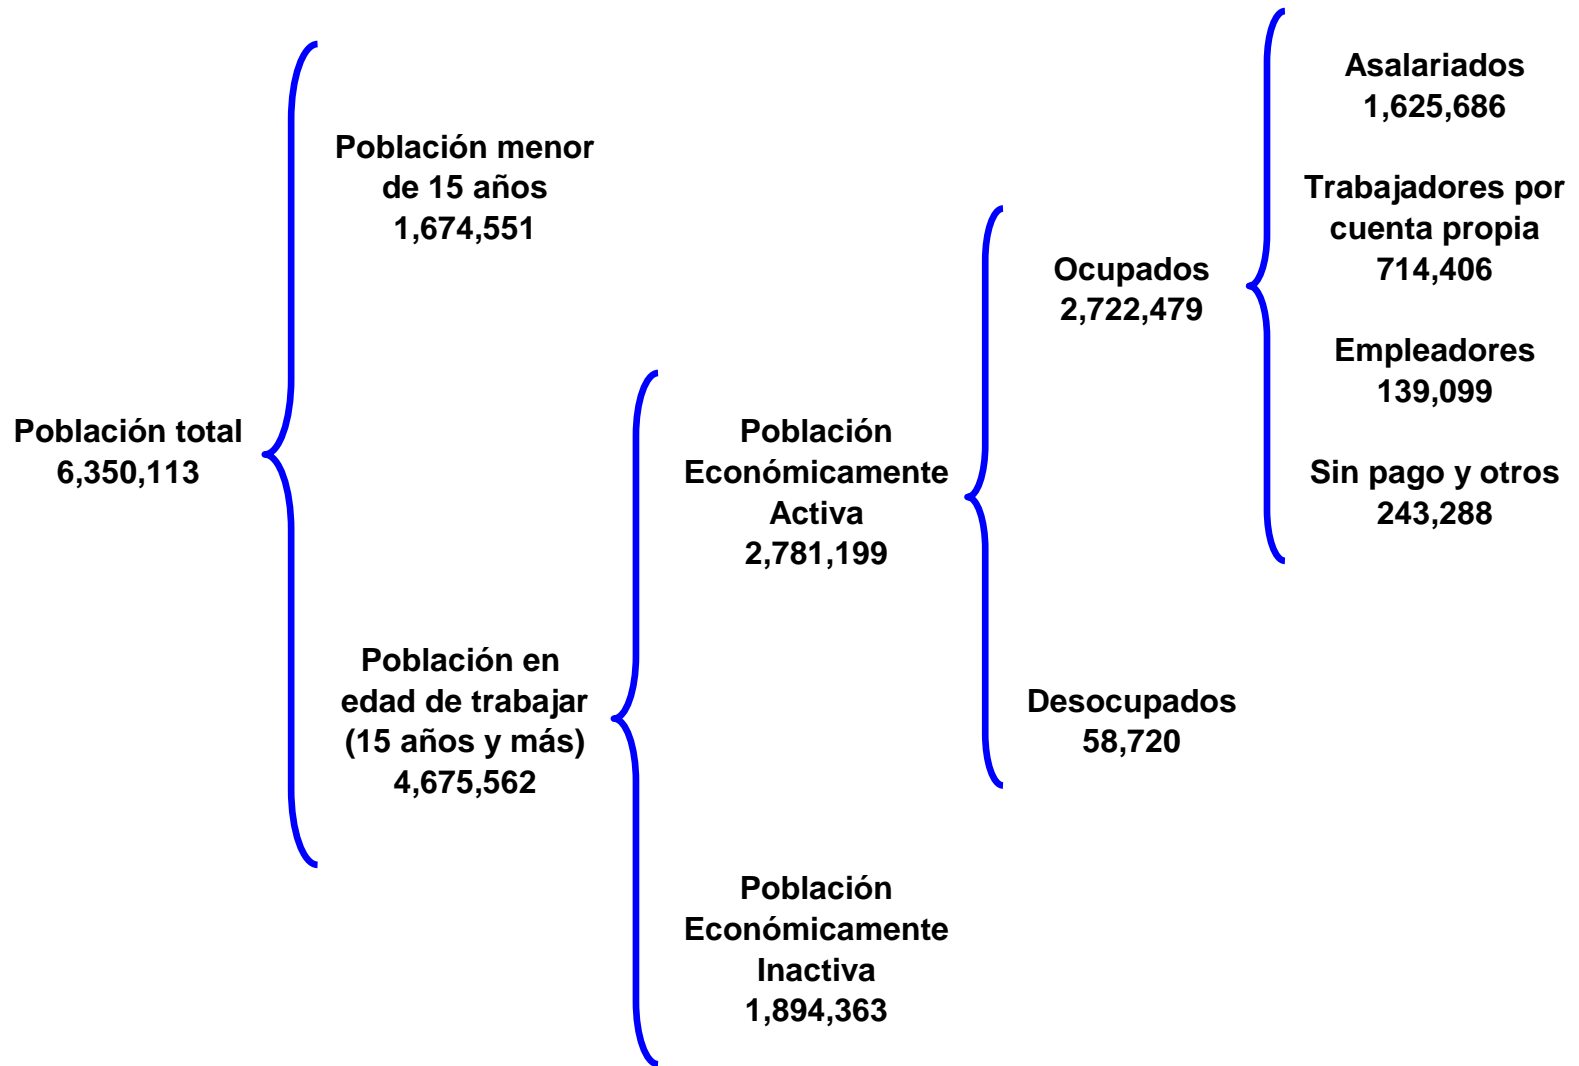 Población total
6,350,113
Población menor
de 15 años
1,674,551
Población en
edad de trabajar
(15 años y más)
4,675,562
Población
Económicamente
Activa
2,781,199
Población
Económicamente
Inactiva
1,894,363
Ocupados
2,722,479
Desocupados
58,720
Asalariados
1,625,686
Trabajadores por
cuenta propia
714,406
Empleadores
139,099
Sin pago y otros
243,288